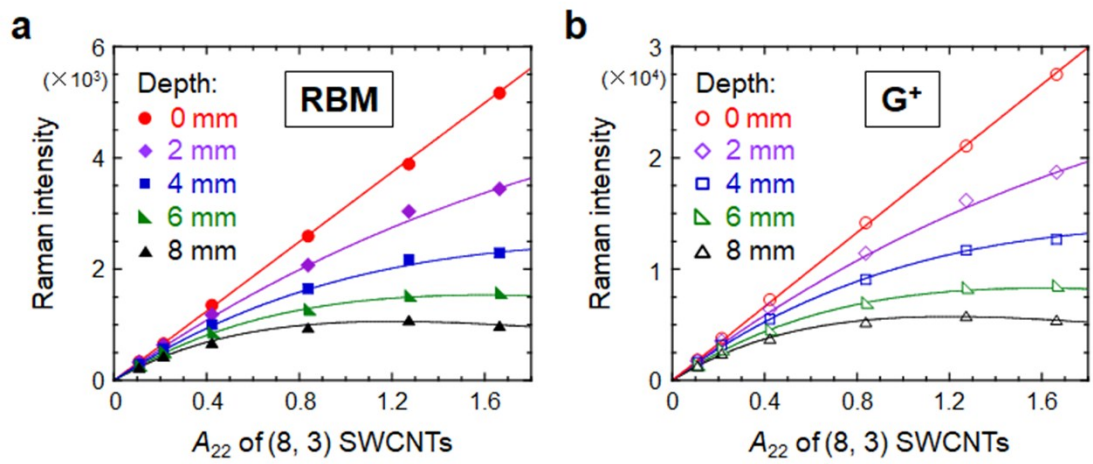 a
6
(×10³)
Depth:
0 mm
2 mm
4 mm
6 mm
8 mm
RBM
4
2
0
Raman intensity
0 0.4 0.8 1.2 1.6
A₂₂ of (8, 3) SWCNTs
b
3
(×10⁴)
Depth:
0 mm
2 mm
4 mm
6 mm
8 mm
G⁺
2
1
0
Raman intensity
0 0.4 0.8 1.2 1.6
A₂₂ of (8, 3) SWCNTs